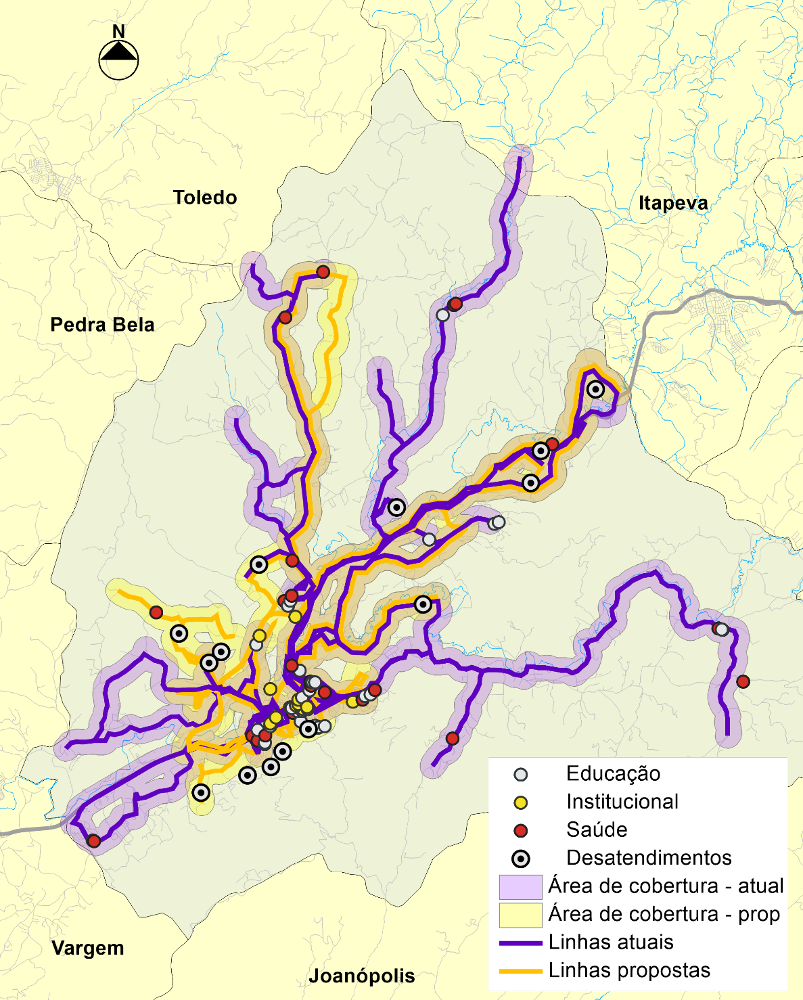 N
Toledo
Itapeva
Pedra Bela
Educação
Institucional
Saúde
Desatendimentos
Área de cobertura - atual
Área de cobertura - prop
Linhas atuais
Linhas propostas
Vargem
Joanópolis